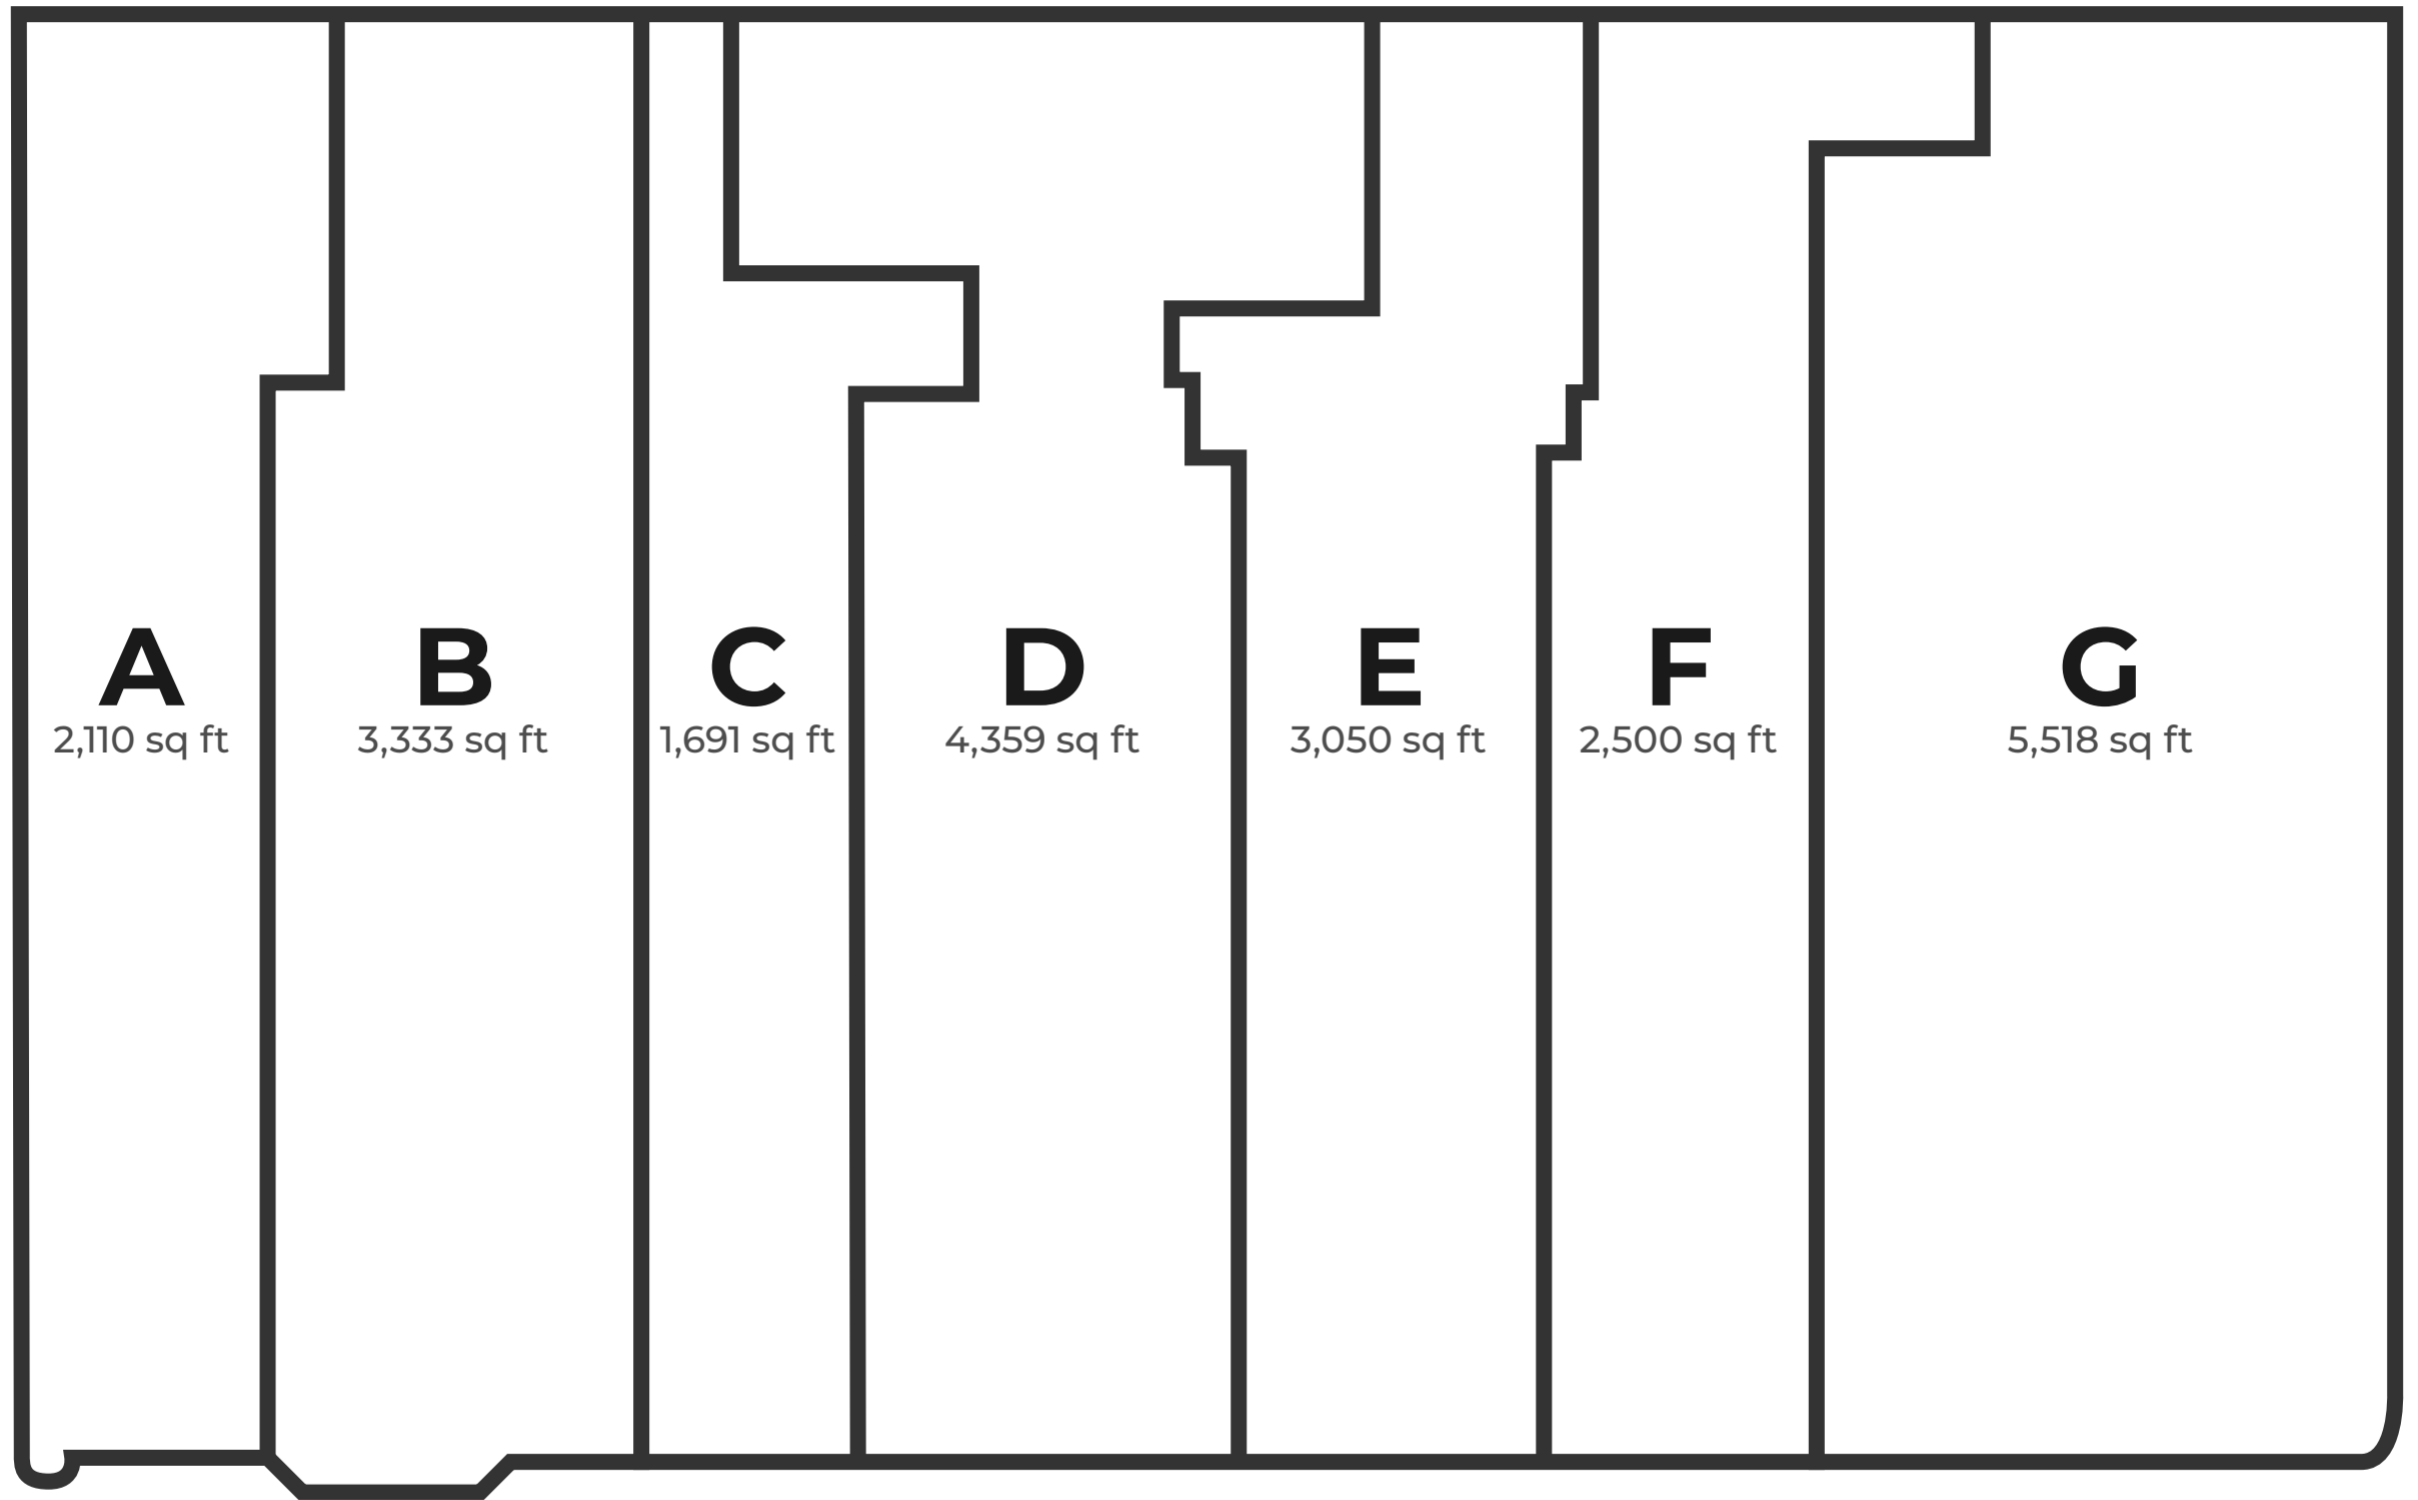 A
2,110 sq ft
B
3,333 sq ft
C
1,691 sq ft
D
4,359 sq ft
E
3,050 sq ft
F
2,500 sq ft
G
5,518 sq ft